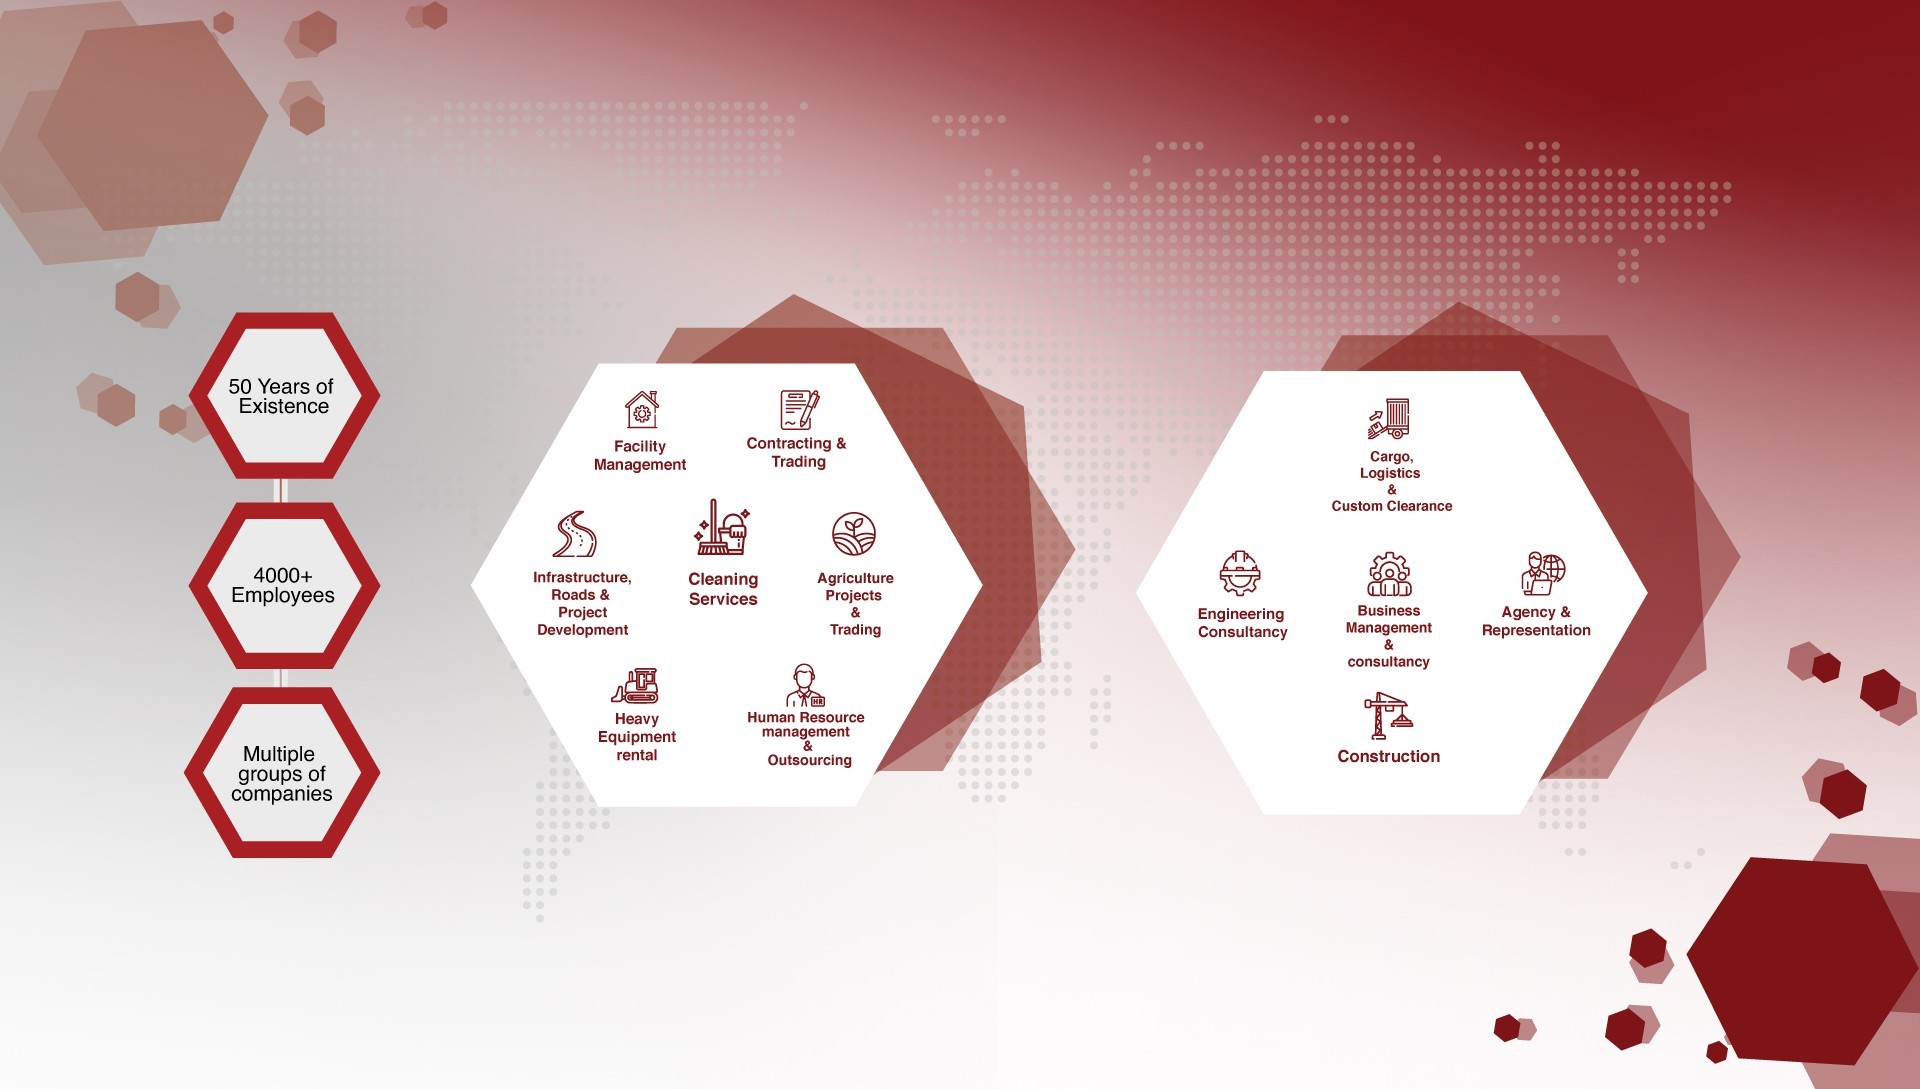 50 Years of
Existence
4000+
Employees
Multiple
groups of
companies
Facility
Management
Contracting &
Trading
Infrastructure,
Roads &
Project
Development
Cleaning
Services
Agriculture
Projects
&
Trading
Heavy
Equipment
rental
HR
Human Resource
management
&
Outsourcing
Cargo,
Logistics
&
Custom Clearance
Engineering
Consultancy
Business
Management
&
consultancy
Agency &
Representation
Construction